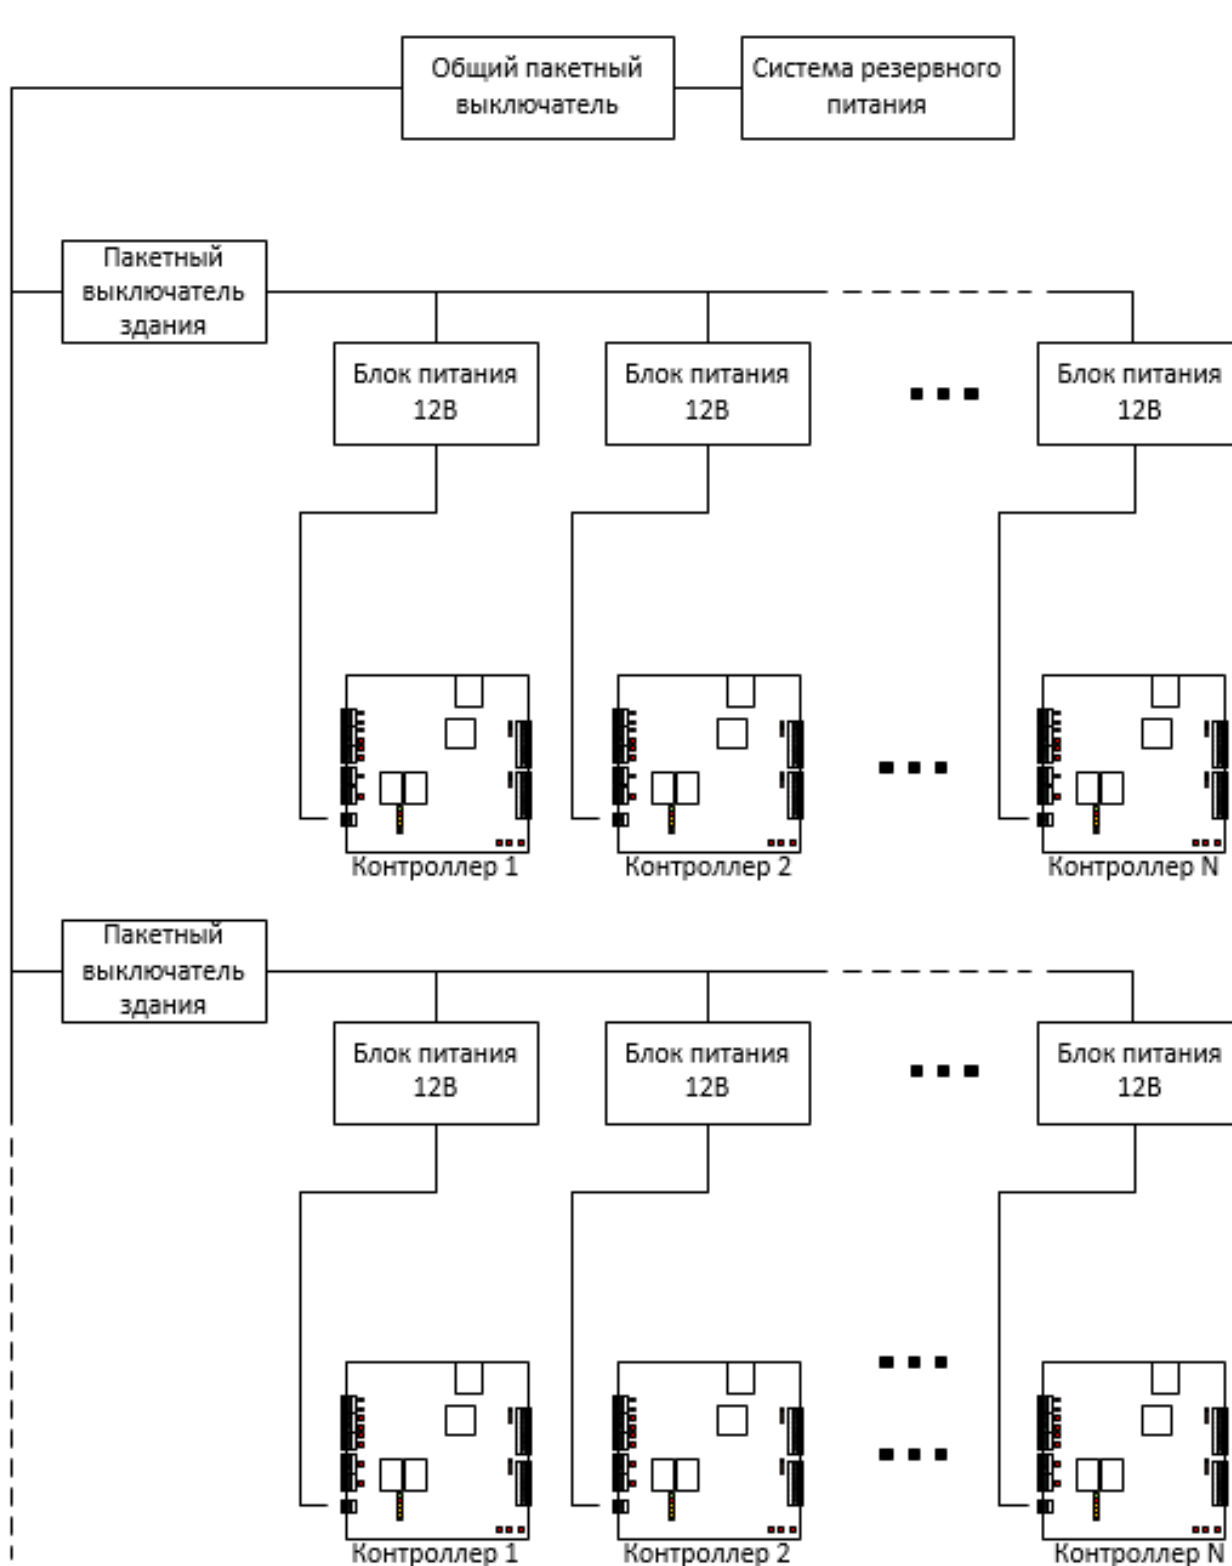 Общий пакетный
выключатель
Система резервного
питания
Пакетный
выключатель
здания
Блок питания
12В
Блок питания
12В
Блок питания
12В
Контроллер 1
Контроллер 2
Контроллер N
Пакетный
выключатель
здания
Блок питания
12В
Блок питания
12В
Блок питания
12В
Контроллер 1
Контроллер 2
Контроллер N